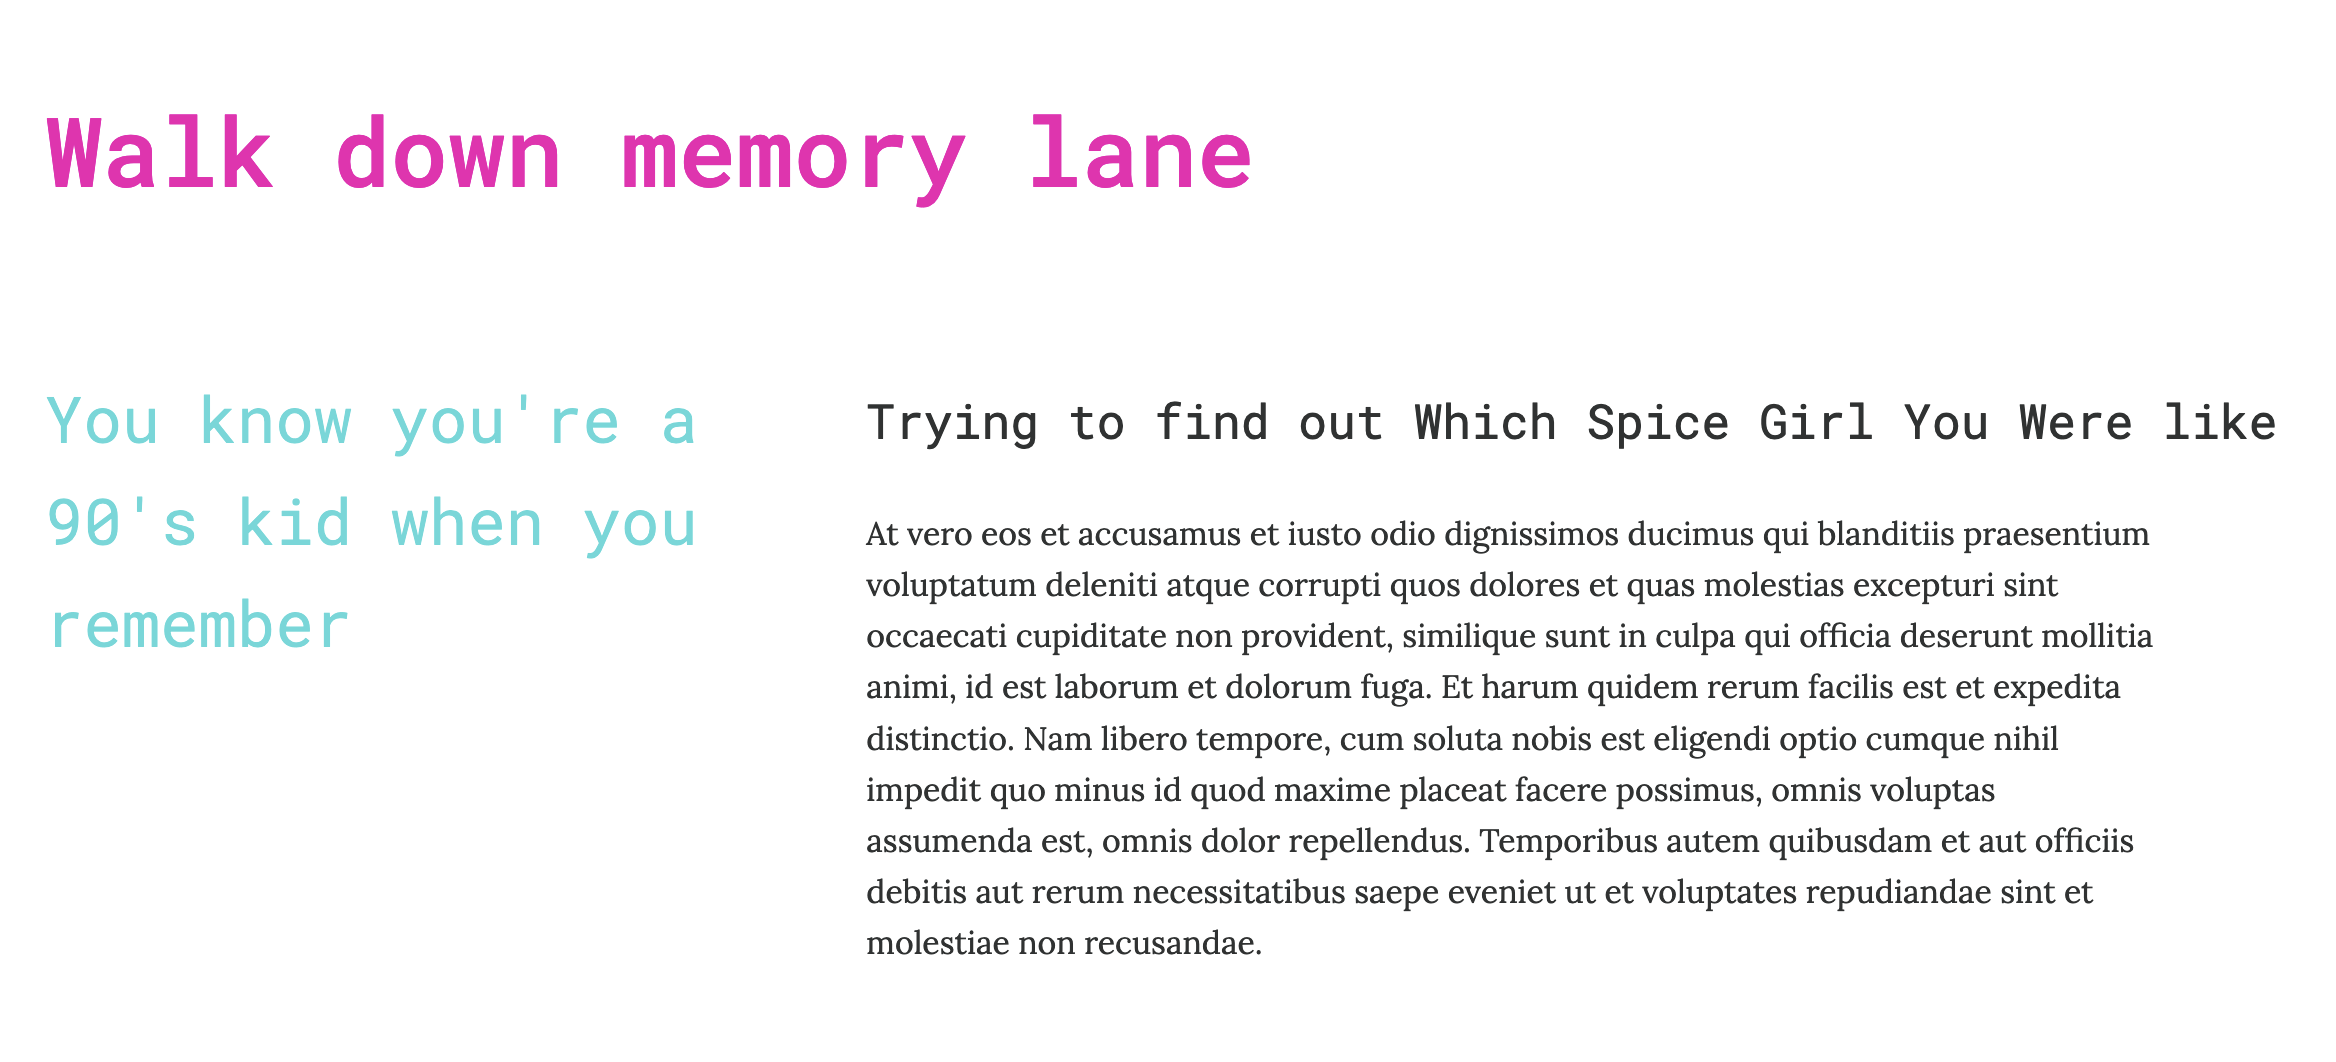 Walk down memory lane
You know you're a
90's kid when you
remember
Trying to find out Which Spice Girl You Were like
At vero eos et accusamus et iusto odio dignissimos ducimus qui blanditiis praesentium
voluptatum deleniti atque corrupti quos dolores et quas molestias excepturi sint
occaecati cupiditate non provident, similique sunt in culpa qui officia deserunt mollitia
animi, id est laborum et dolorum fuga. Et harum quidem rerum facilis est et expedita
distinctio. Nam libero tempore, cum soluta nobis est eligendi optio cumque nihil
impedit quo minus id quod maxime placeat facere possimus, omnis voluptas
assumenda est, omnis dolor repellendus. Temporibus autem quibusdam et aut officiis
debitis aut rerum necessitatibus saepe eveniet ut et voluptates repudiandae sint et
molestiae non recusandae.